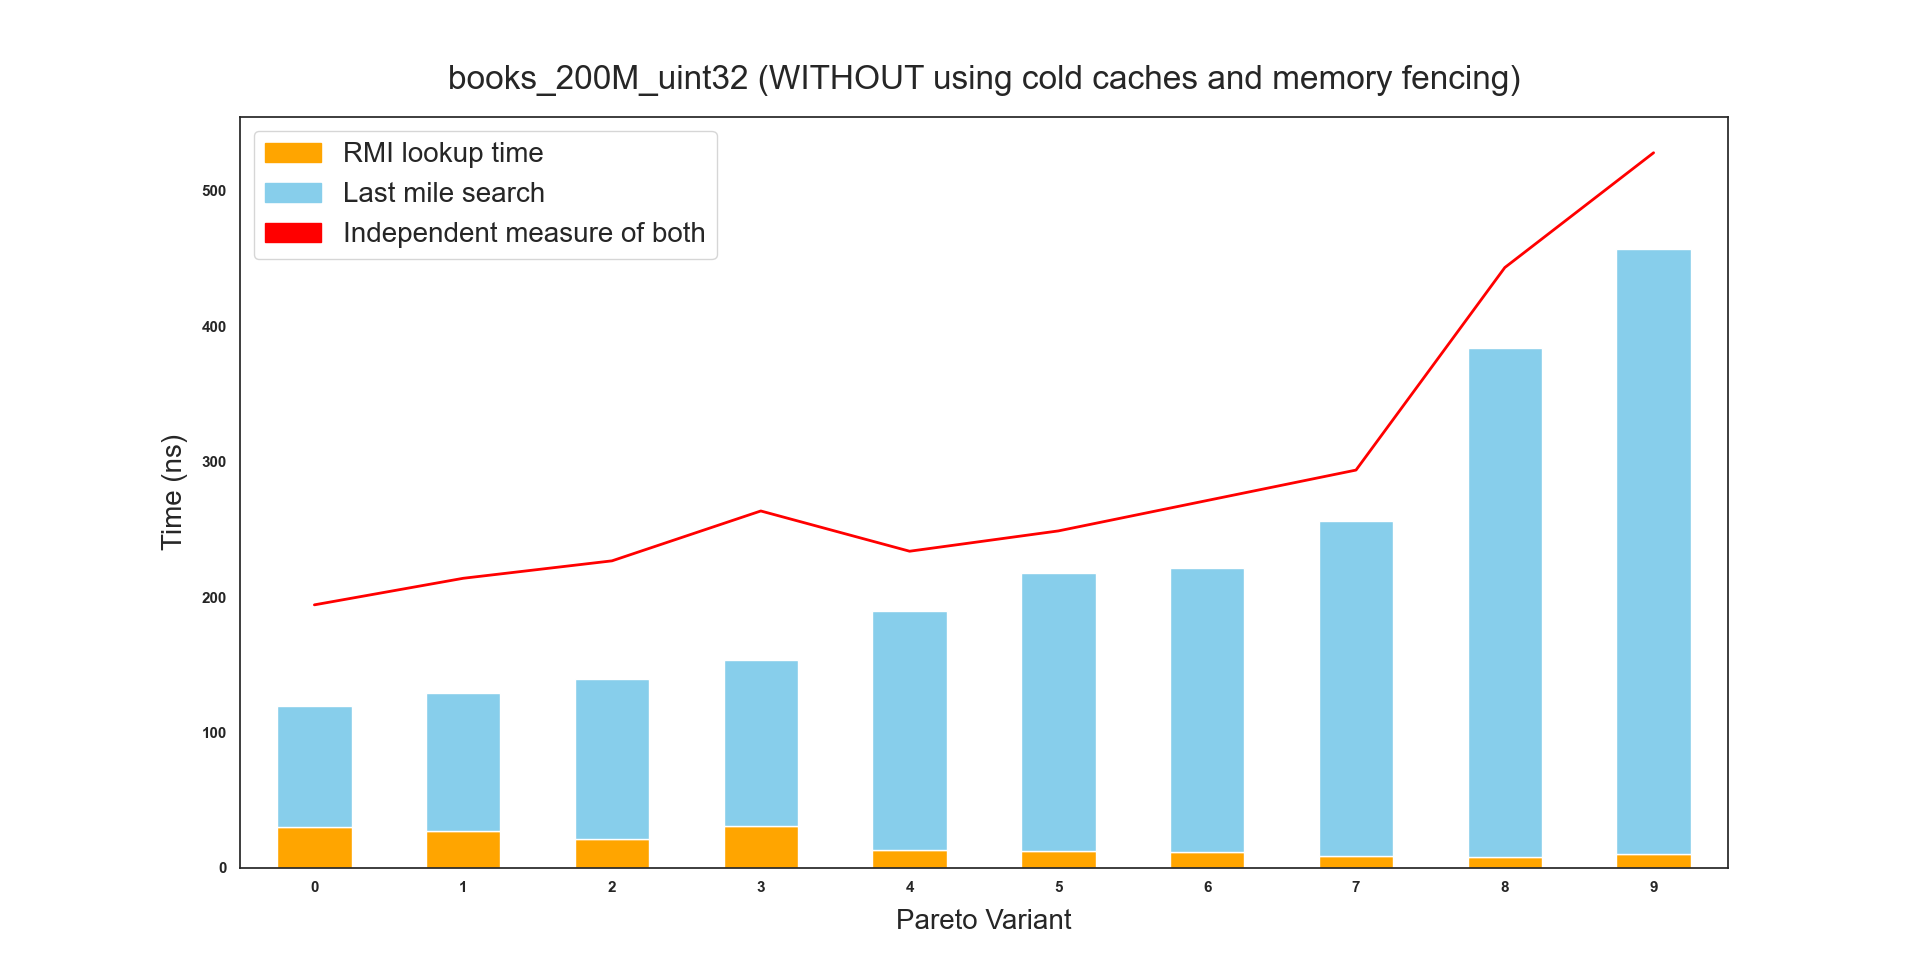 books_200M_uint32 (WITHOUT using cold caches and memory fencing)
RMI lookup time
Last mile search
Independent measure of both
Time (ns)
500
400
300
200
100
0
0 1 2 3 4 5 6 7 8 9
Pareto Variant